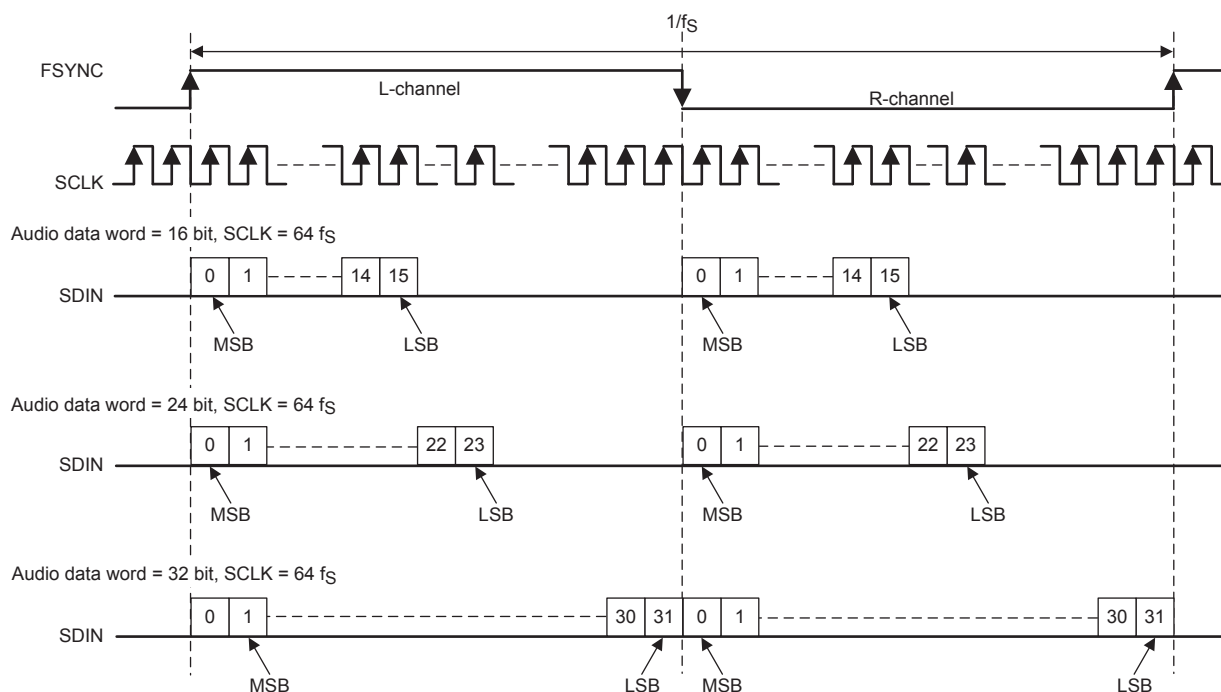 1/fS
FSYNC
L-channel
R-channel
SCLK
Audio data word = 16 bit, SCLK = 64 fS
SDIN 0 1 14 15 0 1 14 15
MSB LSB MSB LSB
Audio data word = 24 bit, SCLK = 64 fS
SDIN 0 1 22 23 0 1 22 23
MSB LSB MSB LSB
Audio data word = 32 bit, SCLK = 64 fS
SDIN 0 1 30 31 0 1 30 31
MSB LSB MSB LSB